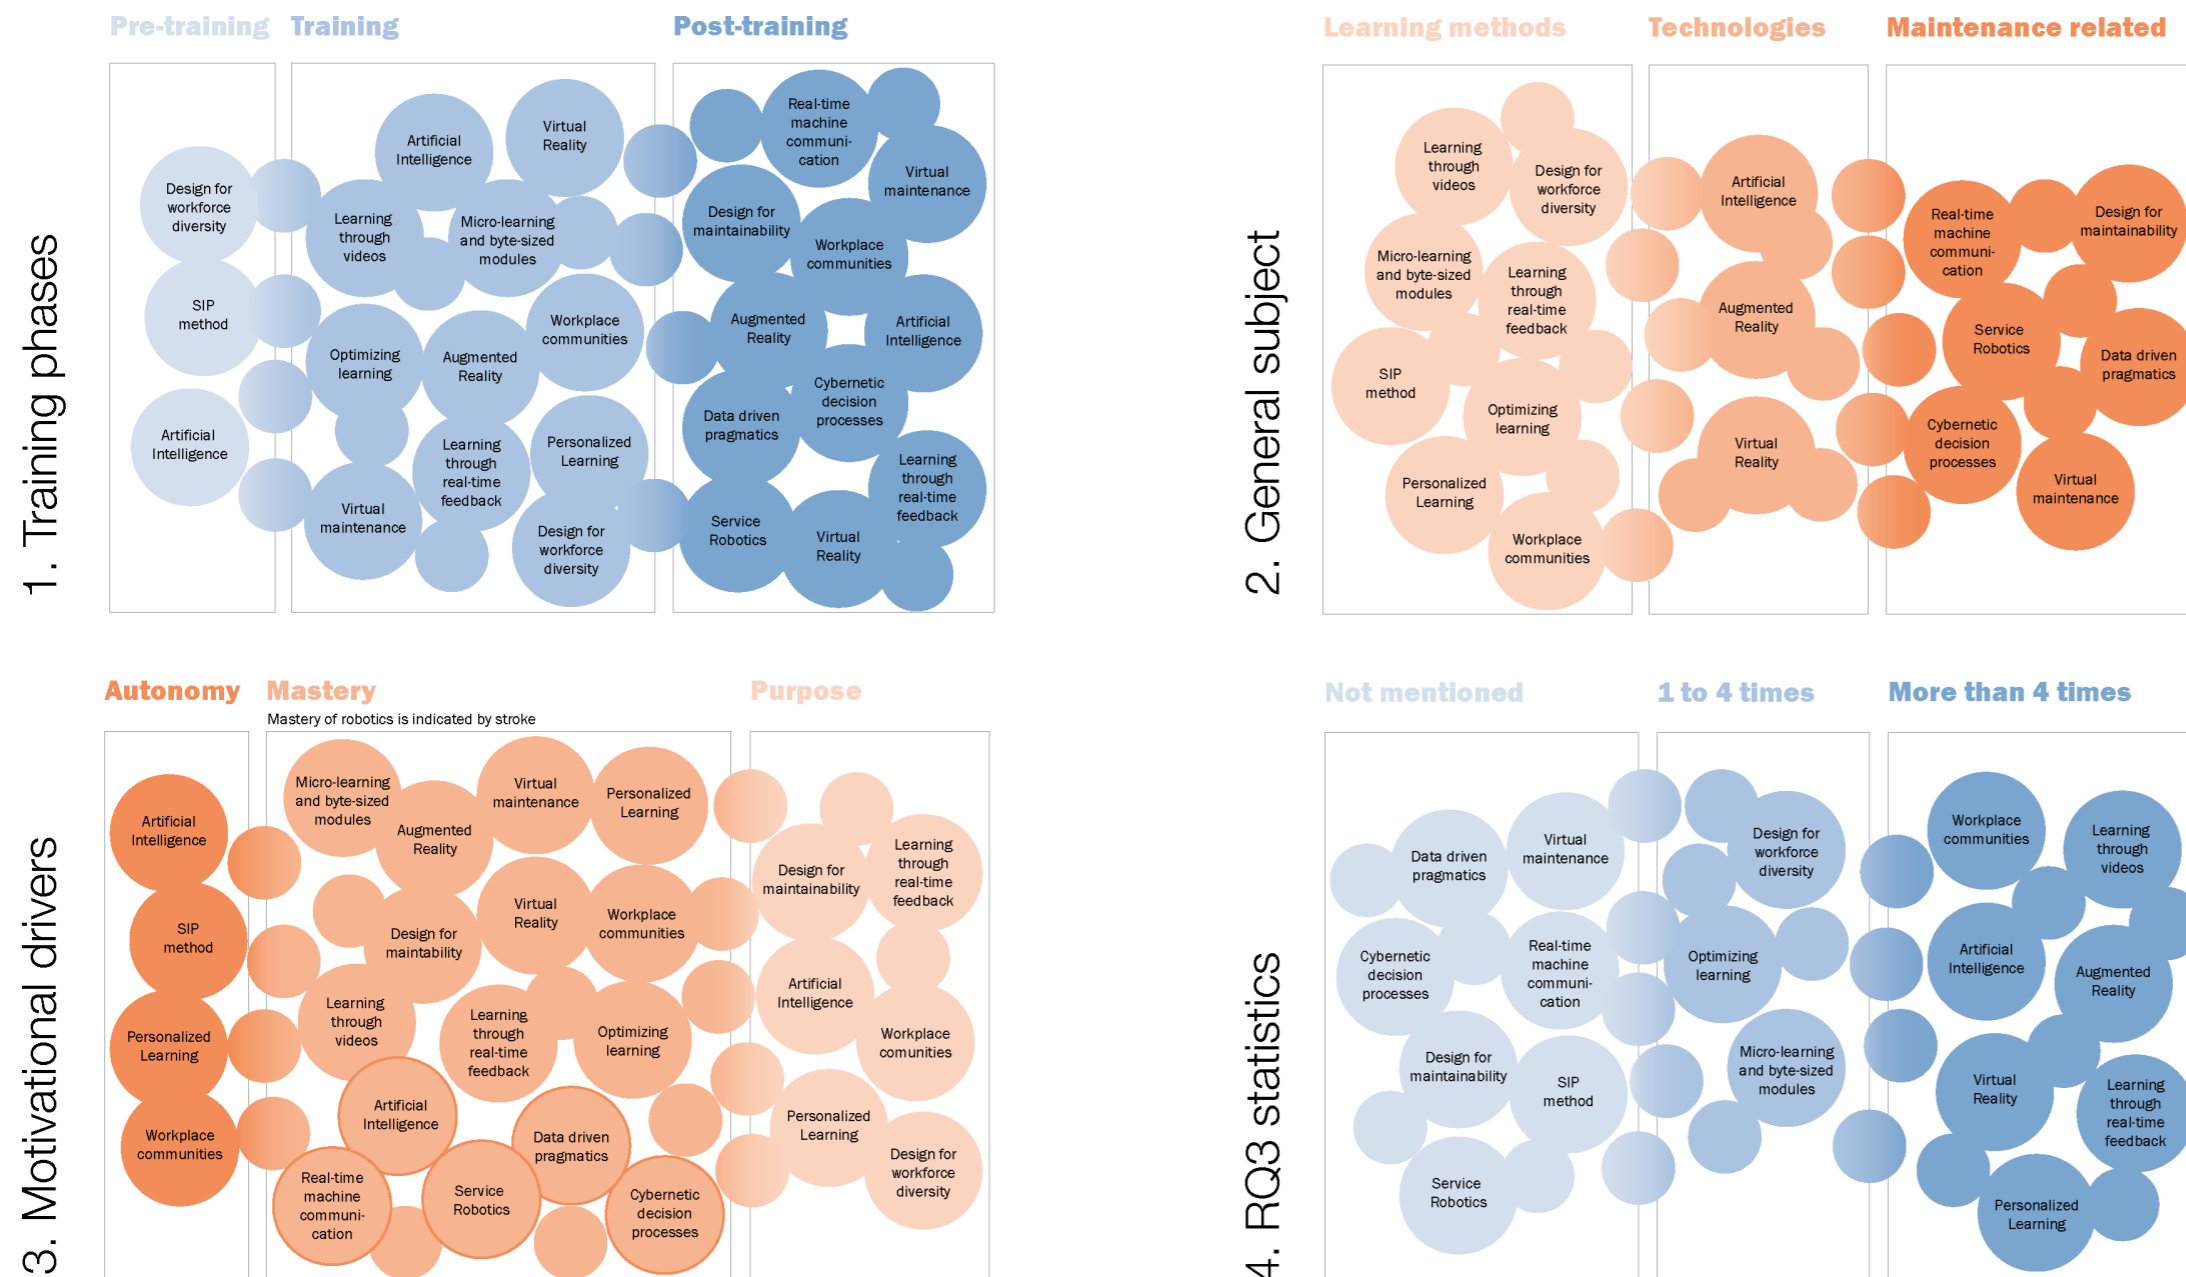 1. Training phases
Pre-training
Training
Post-training
Design for
workforce
diversity
SIP
method
Artificial
Intelligence
Artificial
Intelligence
Virtual
Reality
Learning
through
videos
Micro-learning
and byte-sized
modules
Optimizing
learning
Augmented
Reality
Workplace
communities
Learning
through
real-time
feedback
Personalized
Learning
Virtual
maintenance
Design for
workforce
diversity
Real-time
machine
communi-
cation
Virtual
maintenance
Design for
maintainability
Workplace
communities
Augmented
Reality
Artificial
Intelligence
Cybernetic
decision
processes
Data driven
pragmatics
Learning
through
real-time
feedback
Service
Robotics
Virtual
Reality
2. General subject
Learning methods
Technologies
Maintenance related
Learning
through
videos
Design for
workforce
diversity
Micro-learning
and byte-sized
modules
Learning
through
real-time
feedback
SIP
method
Optimizing
learning
Personalized
Learning
Workplace
communities
Artificial
Intelligence
Augmented
Reality
Virtual
Reality
Real-time
machine
communi-
cation
Design for
maintainability
Service
Robotics
Data driven
pragmatics
Cybernetic
decision
processes
Virtual
maintenance
3. Motivational drivers
Autonomy
Mastery
Purpose
Mastery of robotics is indicated by stroke
Artificial
Intelligence
SIP
method
Personalized
Learning
Workplace
communities
Micro-learning
and byte-sized
modules
Augmented
Reality
Virtual
maintenance
Personalized
Learning
Design for
maintability
Virtual
Reality
Workplace
communities
Learning
through
videos
Learning
through
real-time
feedback
Optimizing
learning
Artificial
Intelligence
Data driven
pragmatics
Real-time
machine
communi-
cation
Service
Robotics
Cybernetic
decision
processes
Design for
maintainability
Learning
through
real-time
feedback
Artificial
Intelligence
Workplace
comunities
Personalized
Learning
Design for
workforce
diversity
4. RQ3 statistics
Not mentioned
1 to 4 times
More than 4 times
Data driven
pragmatics
Virtual
maintenance
Cybernetic
decision
processes
Real-time
machine
communi-
cation
Design for
maintainability
SIP
method
Service
Robotics
Design for
workforce
diversity
Optimizing
learning
Micro-learning
and byte-sized
modules
Workplace
communities
Learning
through
videos
Artificial
Intelligence
Augmented
Reality
Virtual
Reality
Learning
through
real-time
feedback
Personalized
Learning